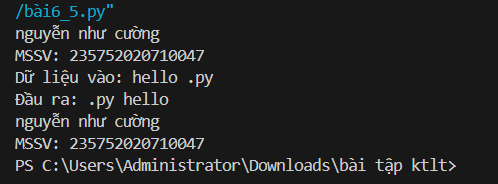 /bài6_5.py"
nguyễn như cường
MSSV: 235752020710047
Dữ liệu vào: hello .py
Đầu ra: .py hello
nguyễn như cường
MSSV: 235752020710047
PS C:\Users\Administrator\Downloads\bài tập ktlt>